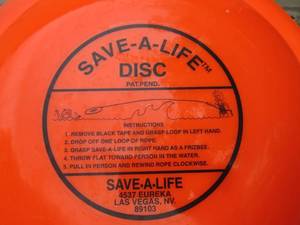 SAVE-A-LIFE™
DISC
PAT.PEND.
INSTRUCTIONS
1. REMOVE BLACK TAPE AND GRASP LOOP IN LEFT HAND.
2. DROP OFF ONE LOOP OF ROPE.
3. GRASP SAVE-A-LIFE IN RIGHT HAND AS A FRIZBEE.
4. THROW FLAT TOWARD PERSON IN THE WATER.
5. PULL IN PERSON AND REWIND ROPE CLOCKWISE.
SAVE-A-LIFE
4537 EUREKA
LAS VEGAS, NV.
89103